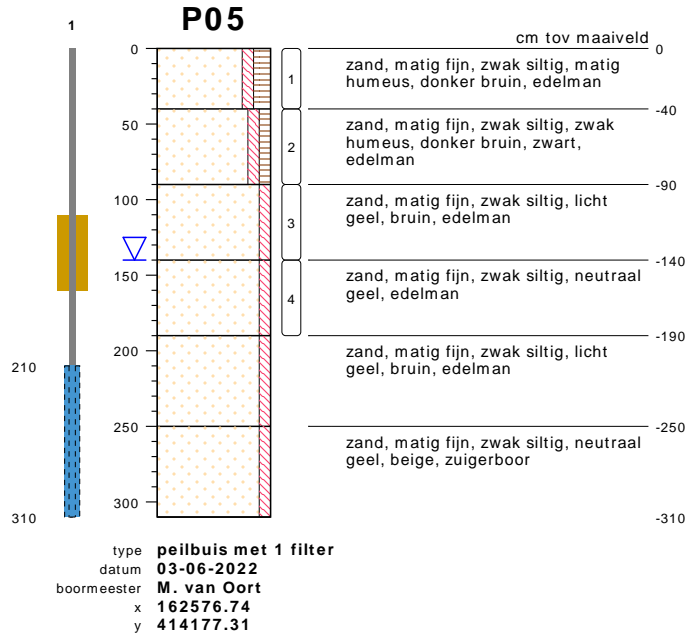 P05
1
cm tov maaiveld
0
0
1
zand, matig fijn, zwak siltig, matig
humeus, donker bruin, edelman
-40
50
2
zand, matig fijn, zwak siltig, zwak
humeus, donker bruin, zwart,
edelman
-90
100
3
zand, matig fijn, zwak siltig, licht
geel, bruin, edelman
-140
150
4
zand, matig fijn, zwak siltig, neutraal
geel, edelman
-190
200
zand, matig fijn, zwak siltig, licht
geel, bruin, edelman
210
250
-250
zand, matig fijn, zwak siltig, neutraal
geel, beige, zuigerboor
300
310
-310
type peilbuis met 1 filter
datum 03-06-2022
boormeester M. van Oort
x 162576.74
y 414177.31